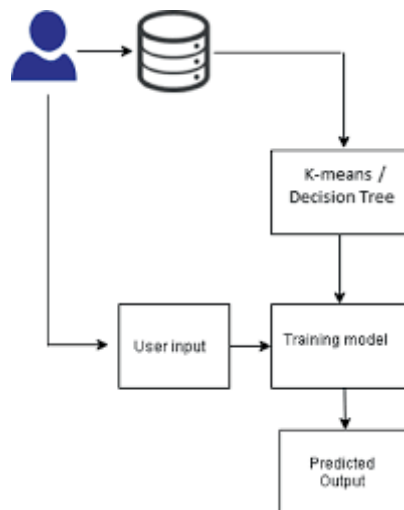 K-means /
Decision Tree
User input
Training model
Predicted
Output